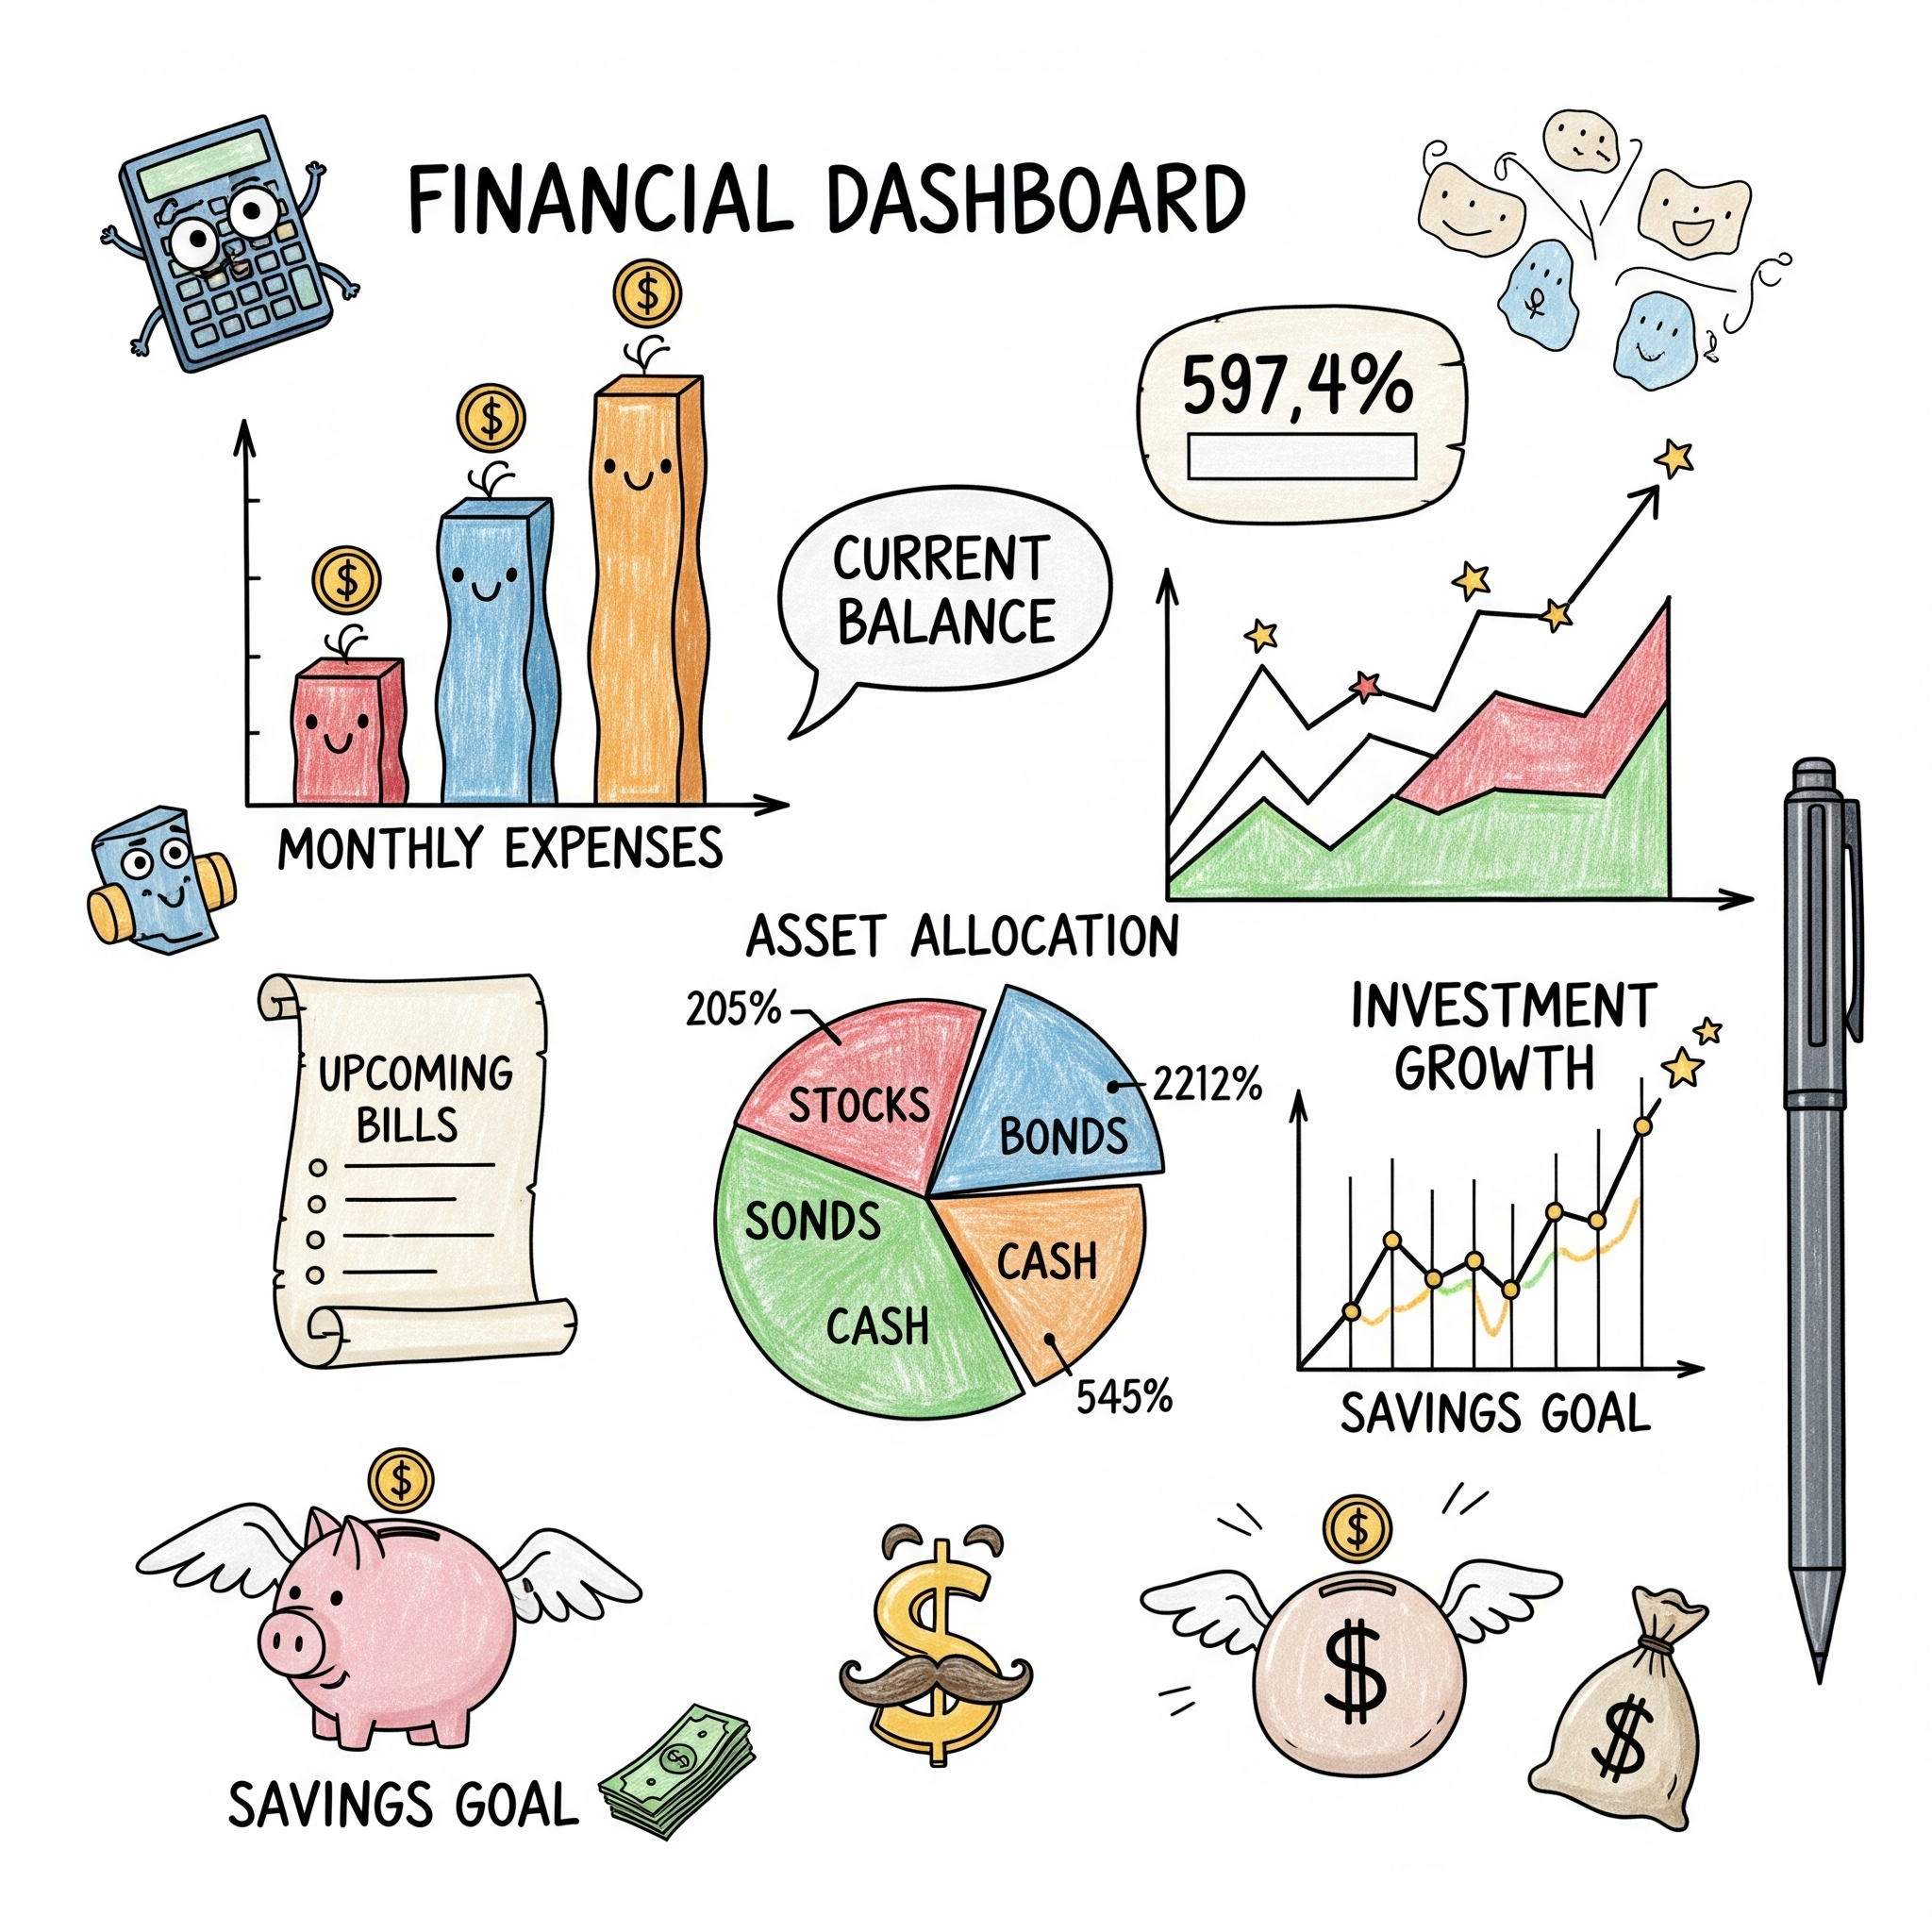 FINANCIAL DASHBOARD
$
$
$
597,4%
CURRENT
BALANCE
MONTHLY EXPENSES
ASSET ALLOCATION
205%
STOCKS
BONDS
2212%
SONDS
CASH
CASH
545%
UPCOMING
BILLS
INVESTMENT
GROWTH
SAVINGS GOAL
$
SAVINGS GOAL
$
$
$
$
$